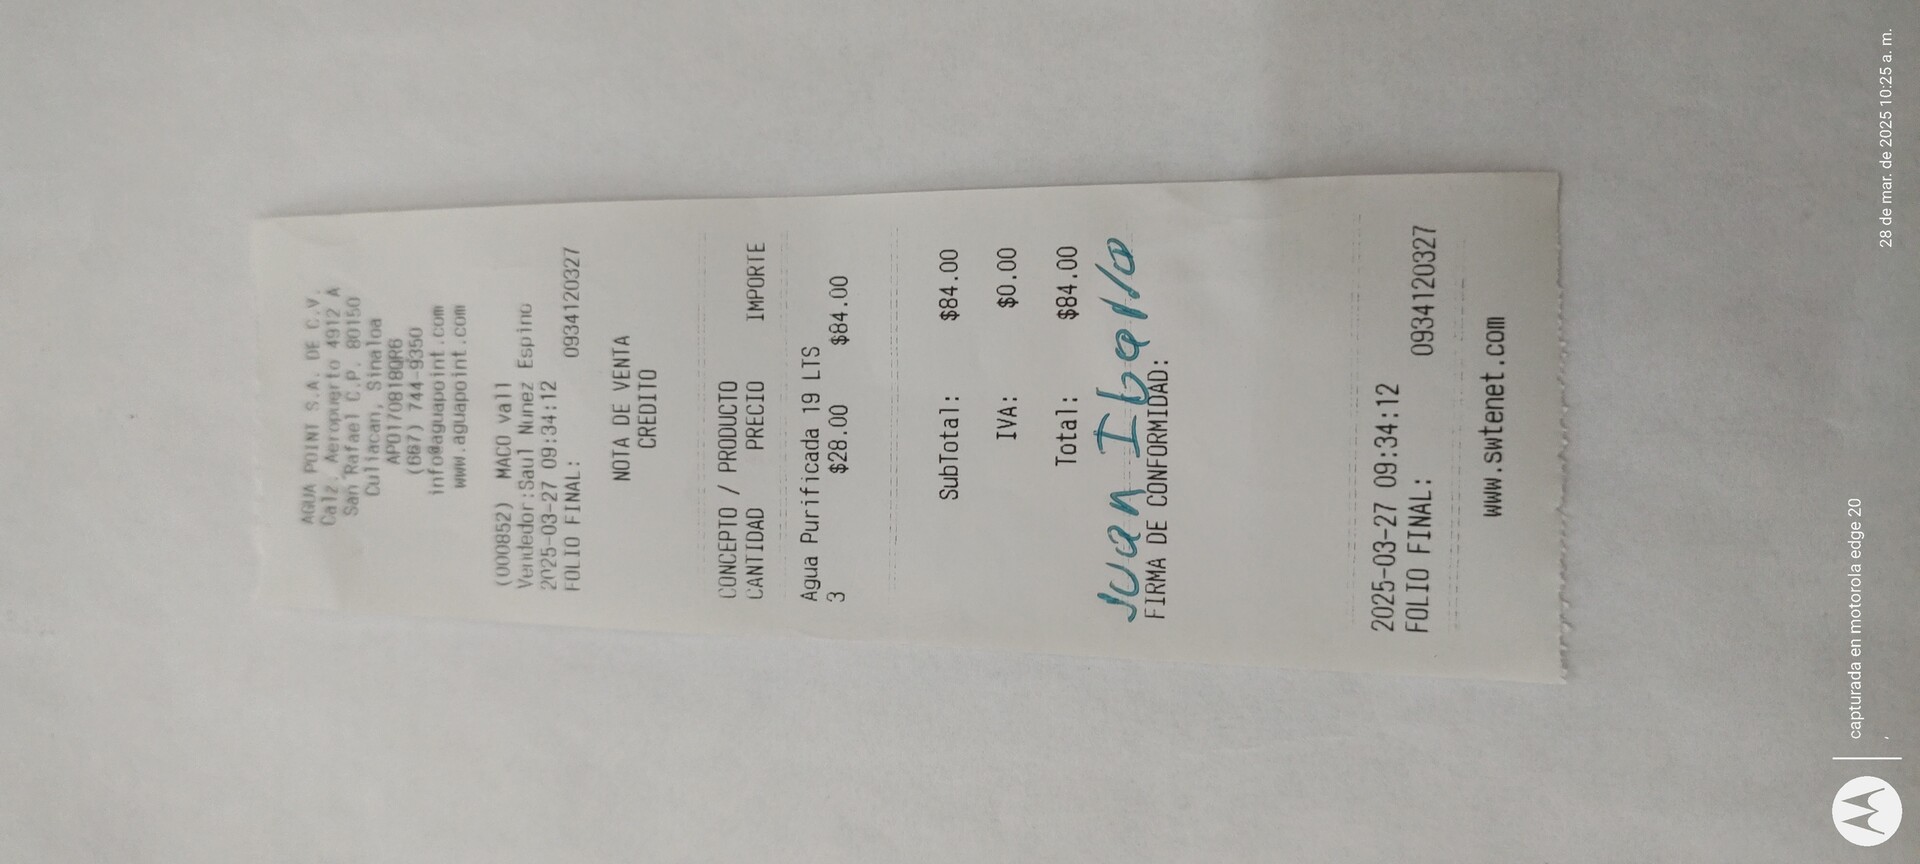 AGUA POINT S.A. DE C.V.
Calz. Aeropuerto 4912 A
San Rafael C.P. 80150
Culiacan, Sinaloa
APO170818QR6
(667) 744-9350
info@aguapoint.com
www.aguapoint.com
(000852) MACO vall
Vendedor:Saul Nunez Espino
2025-03-27 09:34:12
FOLIO FINAL: 0934120327
NOTA DE VENTA
CREDITO
CONCEPTO / PRODUCTO
CANTIDAD PRECIO IMPORTE
Agua Purificada 19 LTS
3 $28.00 $84.00
SubTotal: $84.00
IVA: $0.00
Total: $84.00
Juan Ibarra
FIRMA DE CONFORMIDAD:
2025-03-27 09:34:12
FOLIO FINAL: 0934120327
www.swtenet.com
capturada en motorola edge 20
28 de mar. de 2025 10:25 a. m.